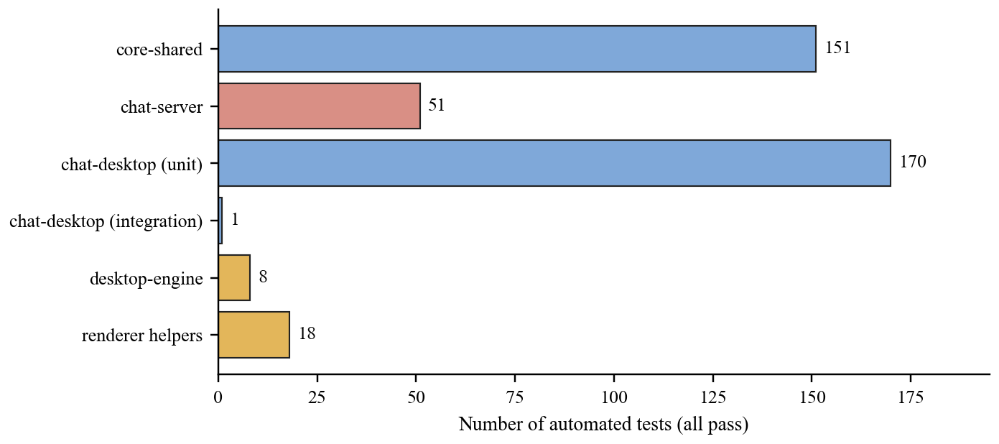 core-shared 151
chat-server 51
chat-desktop (unit) 170
chat-desktop (integration) 1
desktop-engine 8
renderer helpers 18
0 25 50 75 100 125 150 175
Number of automated tests (all pass)